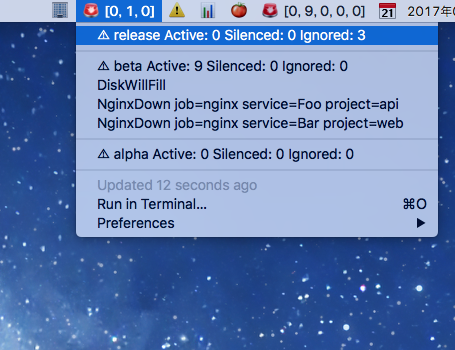 [0, 1, 0] [0, 9, 0, 0, 0] 21 2017年
⚠ release Active: 0 Silenced: 0 Ignored: 3
⚠ beta Active: 9 Silenced: 0 Ignored: 0
DiskWillFill
NginxDown job=nginx service=Foo project=api
NginxDown job=nginx service=Bar project=web
⚠ alpha Active: 0 Silenced: 0 Ignored: 0
Updated 12 seconds ago
Run in Terminal... ⌘O
Preferences ▶